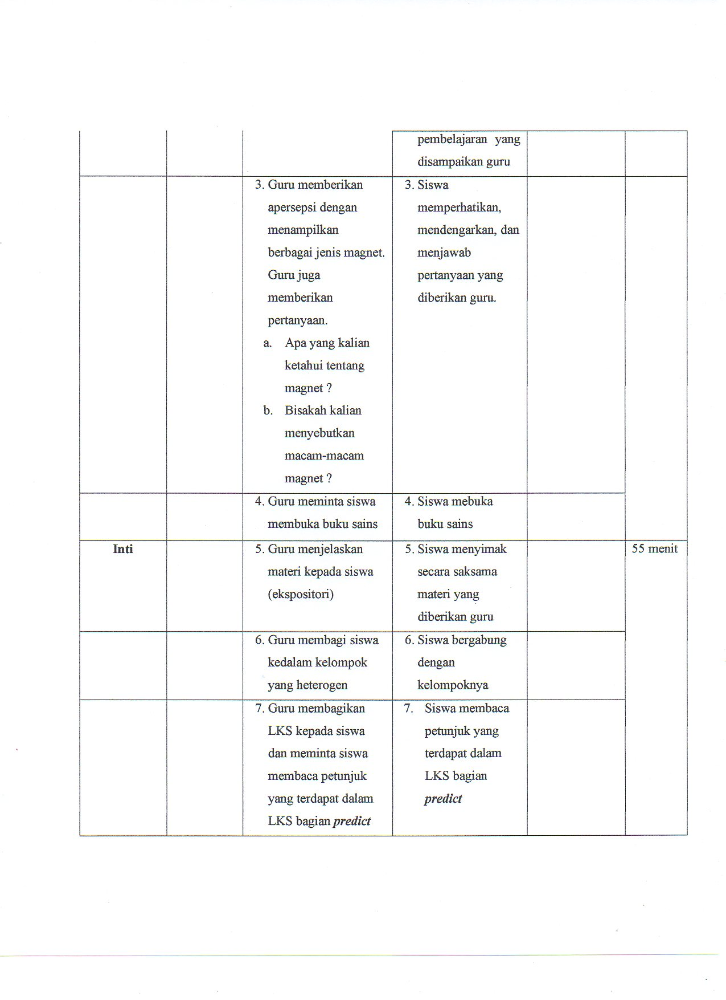 pembelajaran yang
disampaikan guru
3. Guru memberikan
apersepsi dengan
menampilkan
berbagai jenis magnet.
Guru juga
memberikan
pertanyaan.
a. Apa yang kalian
ketahui tentang
magnet ?
b. Bisakah kalian
menyebutkan
macam-macam
magnet ?
3. Siswa
memperhatikan,
mendengarkan, dan
menjawab
pertanyaan yang
diberikan guru.
4. Guru meminta siswa
membuka buku sains
4. Siswa mebuka
buku sains
Inti
5. Guru menjelaskan
materi kepada siswa
(ekspositori)
5. Siswa menyimak
secara saksama
materi yang
diberikan guru
55 menit
6. Guru membagi siswa
kedalam kelompok
yang heterogen
6. Siswa bergabung
dengan
kelompoknya
7. Guru membagikan
LKS kepada siswa
dan meminta siswa
membaca petunjuk
yang terdapat dalam
LKS bagian predict
7. Siswa membaca
petunjuk yang
terdapat dalam
LKS bagian
predict